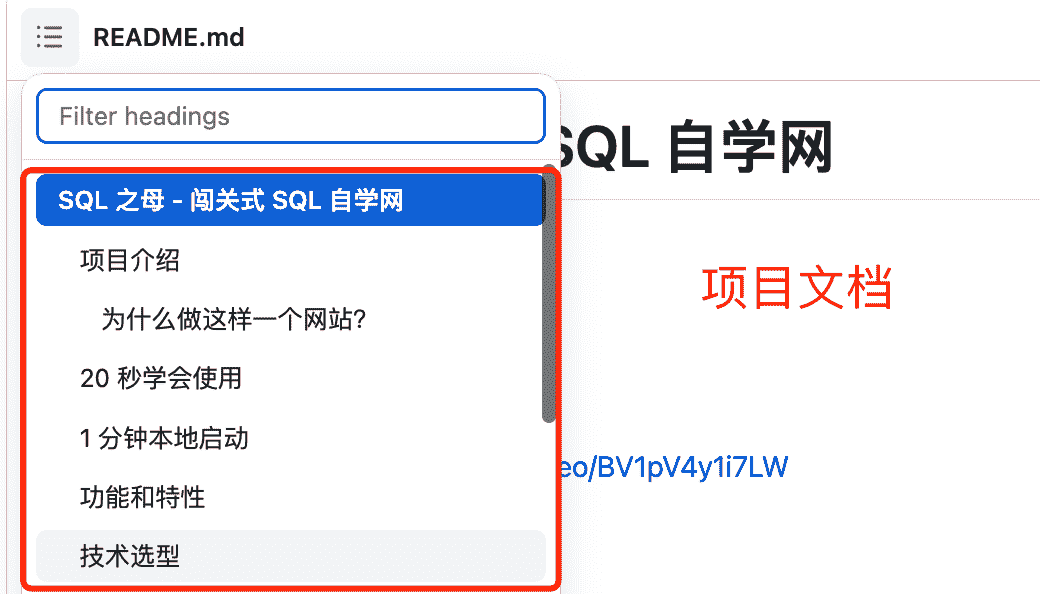 README.md
Filter headings
SQL 自学网
SQL 之母 - 闯关式 SQL 自学网
项目介绍
项目文档
为什么做这样一个网站?
20 秒学会使用
1 分钟本地启动
eo/BV1pV4y1i7LW
功能和特性
技术选型